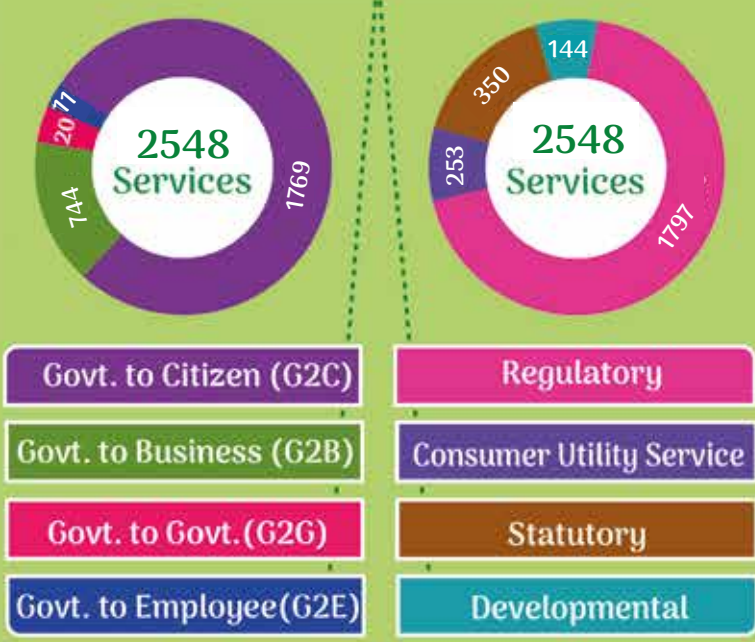 11
20
744
1769
2548
Services
144
350
253
1797
2548
Services
Govt. to Citizen (G2C)
Govt. to Business (G2B)
Govt. to Govt.(G2G)
Govt. to Employee(G2E)
Regulatory
Consumer Utility Service
Statutory
Developmental